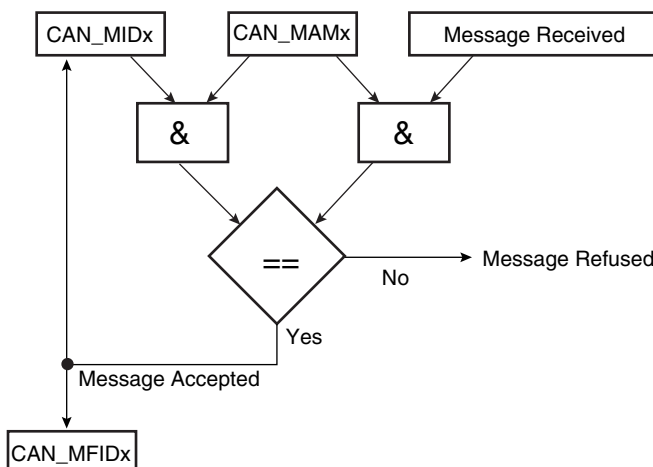 CAN_MIDx
CAN_MAMx
Message Received
&
&
==
No
Message Refused
Yes
Message Accepted
CAN_MFIDx